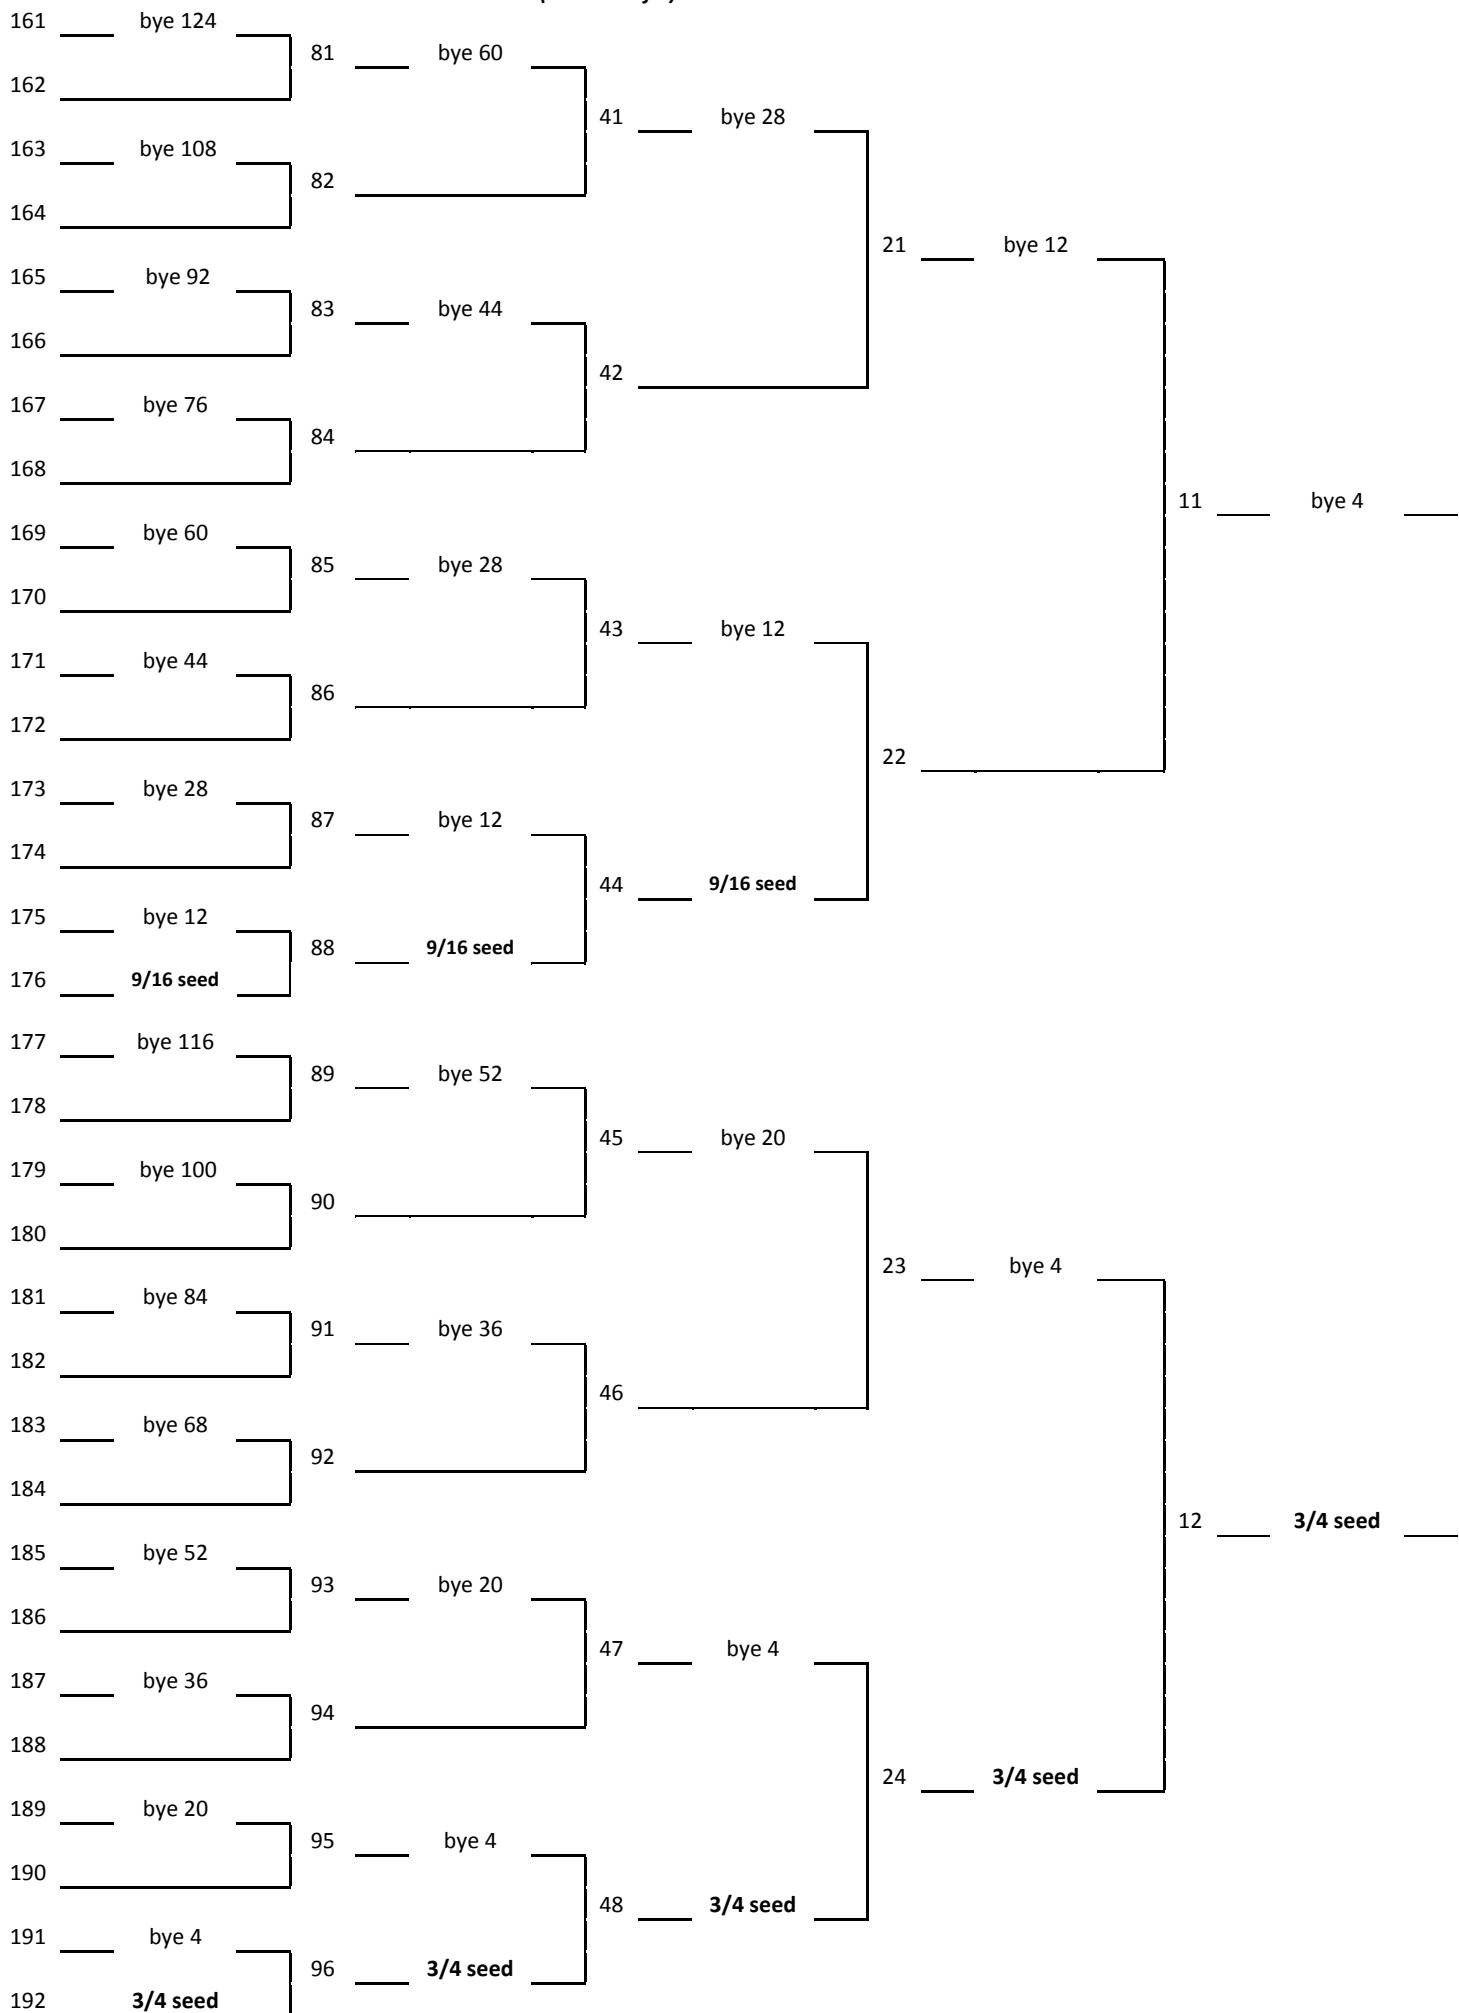 161 bye 124
81 bye 60
162
41 bye 28
163 bye 108
82
164
21 bye 12
165 bye 92
83 bye 44
166
42
167 bye 76
84
168
11 bye 4
169 bye 60
85 bye 28
170
43 bye 12
171 bye 44
86
172
22
173 bye 28
87 bye 12
174
44 9/16 seed
175 bye 12
88 9/16 seed
176 9/16 seed
177 bye 116
89 bye 52
178
45 bye 20
179 bye 100
90
180
23 bye 4
181 bye 84
91 bye 36
182
46
183 bye 68
92
184
12 3/4 seed
185 bye 52
93 bye 20
186
47 bye 4
187 bye 36
94
188
24 3/4 seed
189 bye 20
95 bye 4
190
48 3/4 seed
191 bye 4
96 3/4 seed
192 3/4 seed